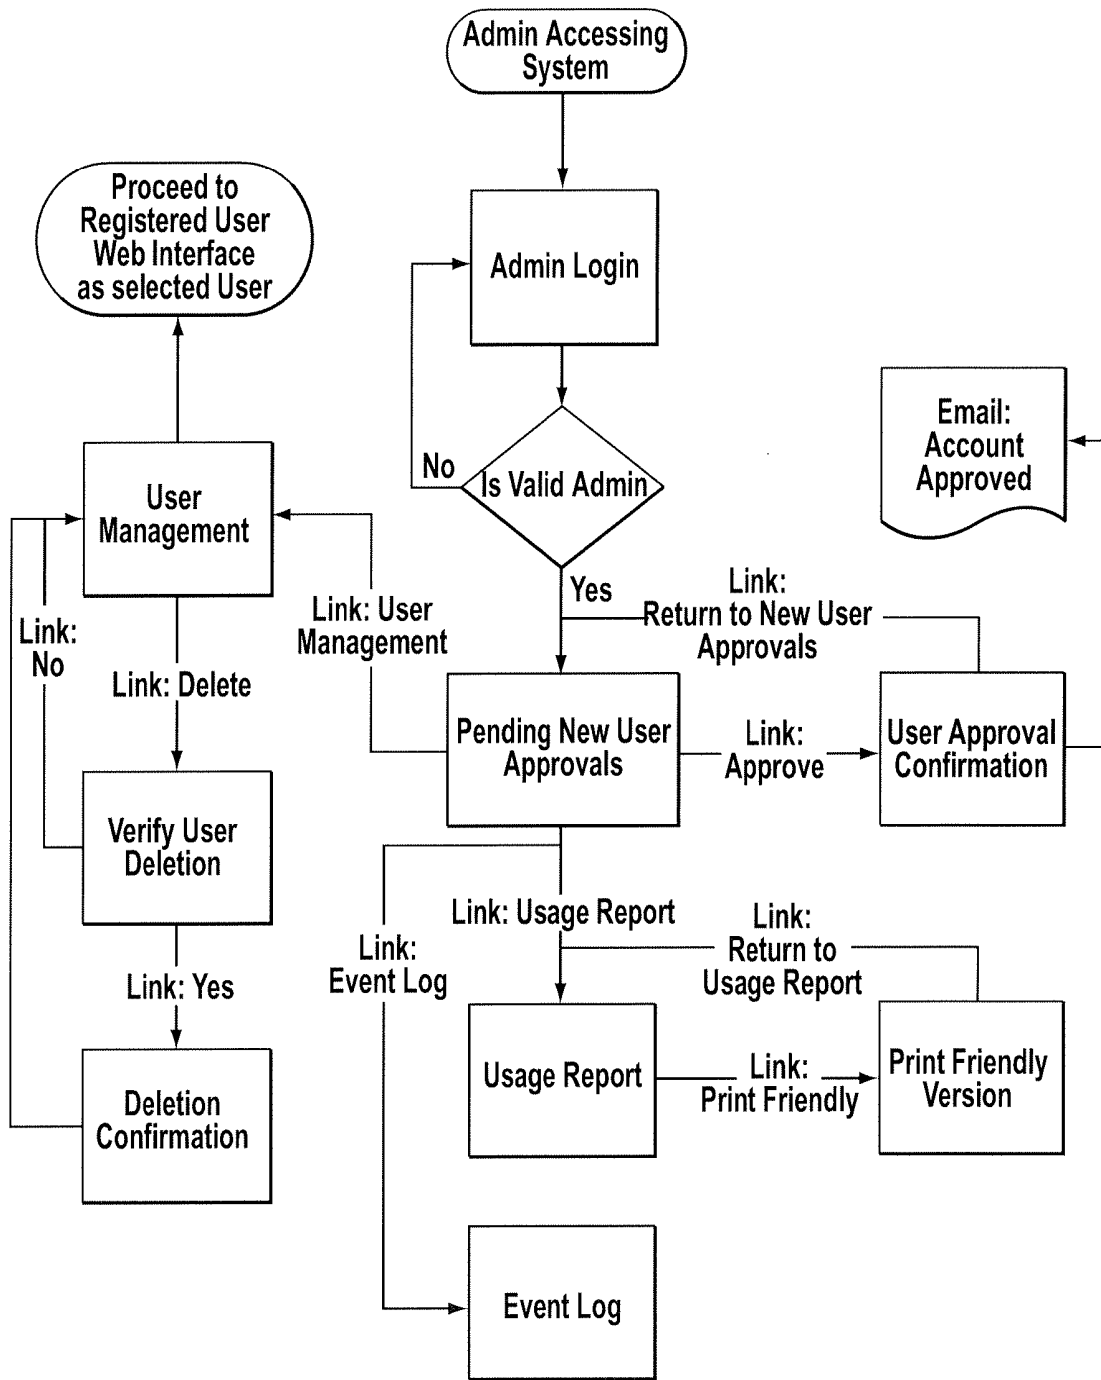 Admin Accessing
System
Proceed to
Registered User
Web Interface
as selected User
Admin Login
Email:
Account
Approved
No
Is Valid Admin
User
Management
Yes
Link:
Return to New User
Approvals
Link: User
Management
Link:
No
Link: Delete
Pending New User
Approvals
Link:
Approve
User Approval
Confirmation
Verify User
Deletion
Link: Usage Report
Link:
Return to
Usage Report
Link:
Event Log
Link: Yes
Usage Report
Link:
Print Friendly
Print Friendly
Version
Deletion
Confirmation
Event Log